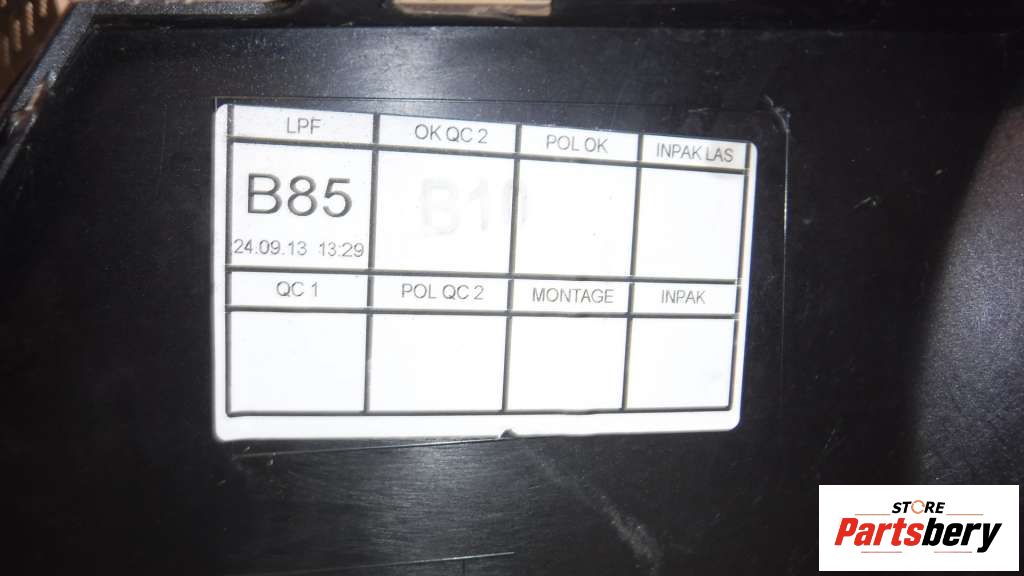 LPF
OK QC 2
POL OK
INPAK LAS
B85
B10
24.09.13 13:29
QC 1
POL QC 2
MONTAGE
INPAK
STORE
Partsbery